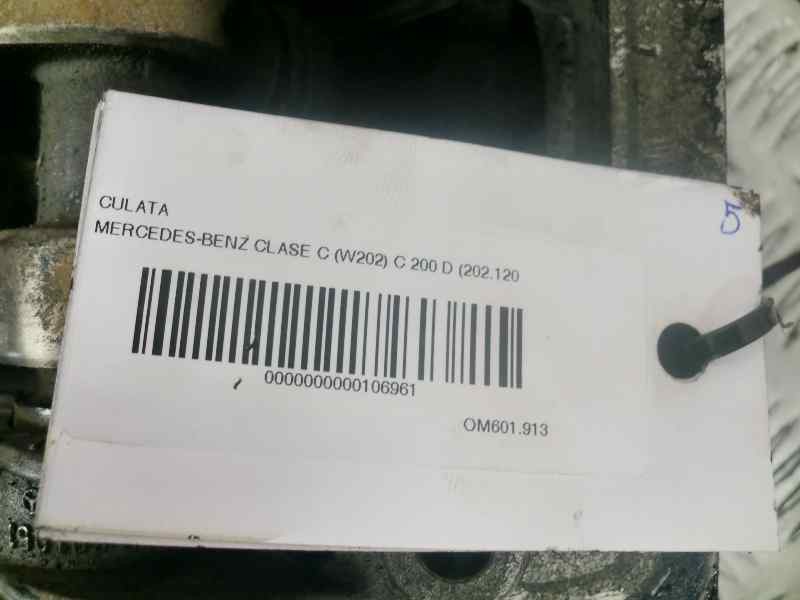 CULATA
MERCEDES-BENZ CLASE C (W202) C 200 D (202.120
5
0000000000106961
OM601.913